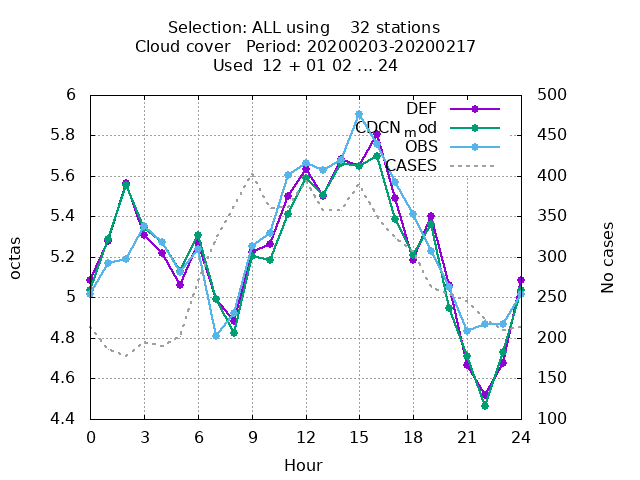 Selection: ALL using 32 stations
Cloud cover Period: 20200203-20200217
Used 12 + 01 02 ... 24
6 500
DEF
CDCN_mod
5.8 450
OBS
CASES
5.6 400
5.4 350
5.2 300
octas No cases
5 250
4.8 200
4.6 150
4.4 100
0 3 6 9 12 15 18 21 24
Hour